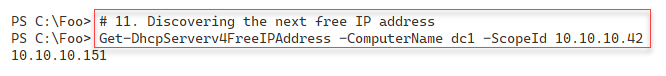 PS C:\Foo> # 11. Discovering the next free IP address
PS C:\Foo> Get-DhcpServerv4FreeIPAddress -ComputerName dc1 -ScopeId 10.10.10.42
10.10.10.151